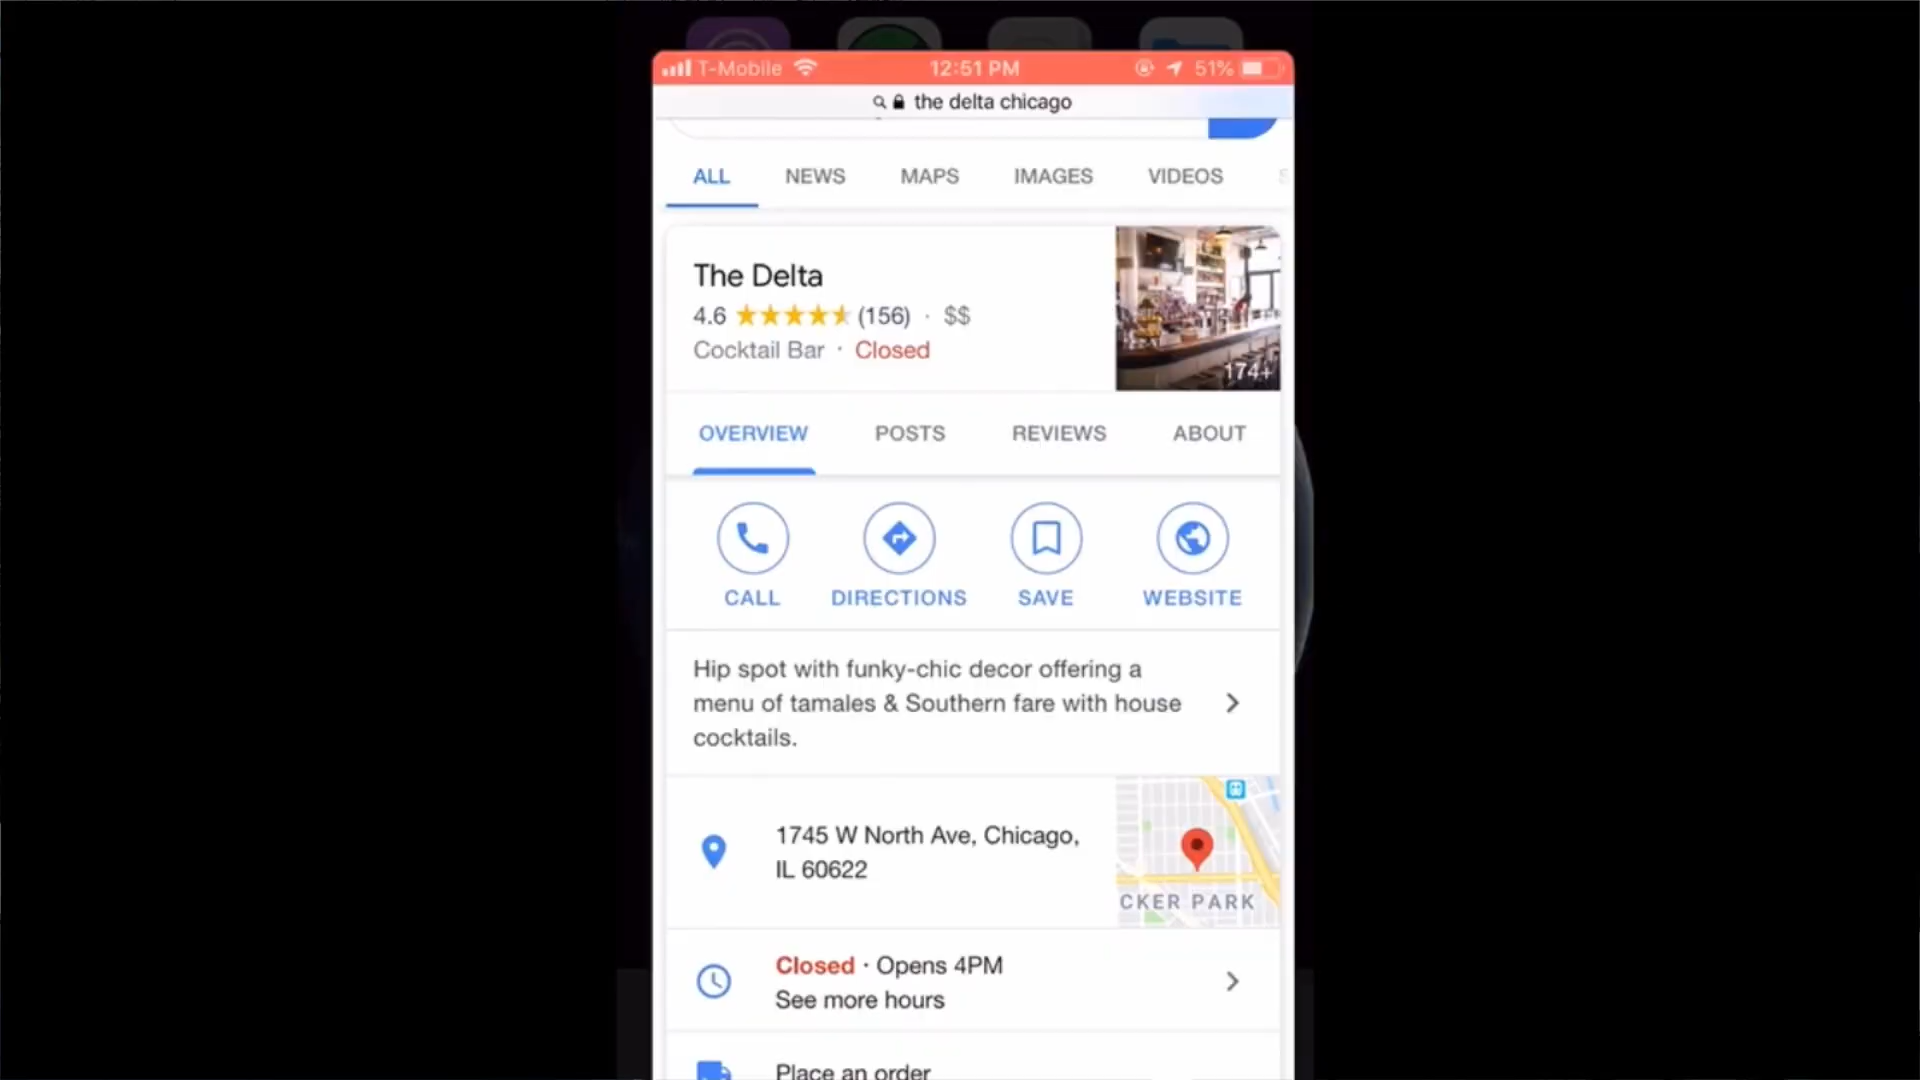 T-Mobile 12:51 PM 51%
the delta chicago
ALL NEWS MAPS IMAGES VIDEOS
The Delta
4.6 (156) · $$
Cocktail Bar · Closed
174+
OVERVIEW POSTS REVIEWS ABOUT
CALL DIRECTIONS SAVE WEBSITE
Hip spot with funky-chic decor offering a
menu of tamales & Southern fare with house
cocktails.
1745 W North Ave, Chicago,
IL 60622
CKER PARK
Closed · Opens 4PM
See more hours
Place an order